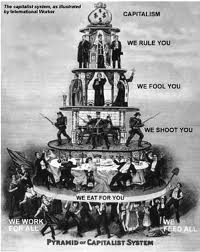 The capitalist system, as illustrated
by International Worker
CAPITALISM
WE RULE YOU
WE FOOL YOU
WE SHOOT YOU
WE EAT FOR YOU
WE WORK
FOR ALL
WE
FEED ALL
PYRAMID OF CAPITALIST SYSTEM